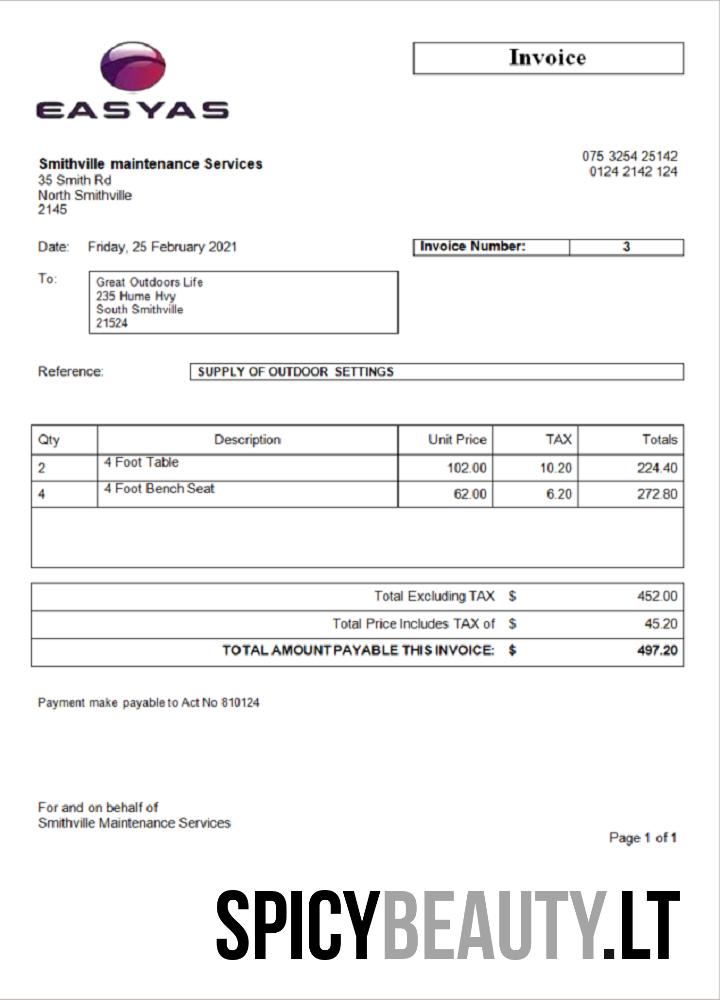 EASYAS
Invoice
Smithville maintenance Services
35 Smith Rd
North Smithville
2145
075 3254 25142
0124 2142 124
Date: Friday, 25 February 2021
Invoice Number: 3
To: Great Outdoors Life
235 Hume Hvy
South Smithville
21524
Reference: SUPPLY OF OUTDOOR SETTINGS
Qty Description Unit Price TAX Totals
2 4 Foot Table 102.00 10.20 224.40
4 4 Foot Bench Seat 62.00 6.20 272.80
Total Excluding TAX $ 452.00
Total Price Includes TAX of $ 45.20
TOTAL AMOUNT PAYABLE THIS INVOICE: $ 497.20
Payment make payable to Act No 810124
For and on behalf of
Smithville Maintenance Services
Page 1 of 1
SPICYBEAUTY.LT